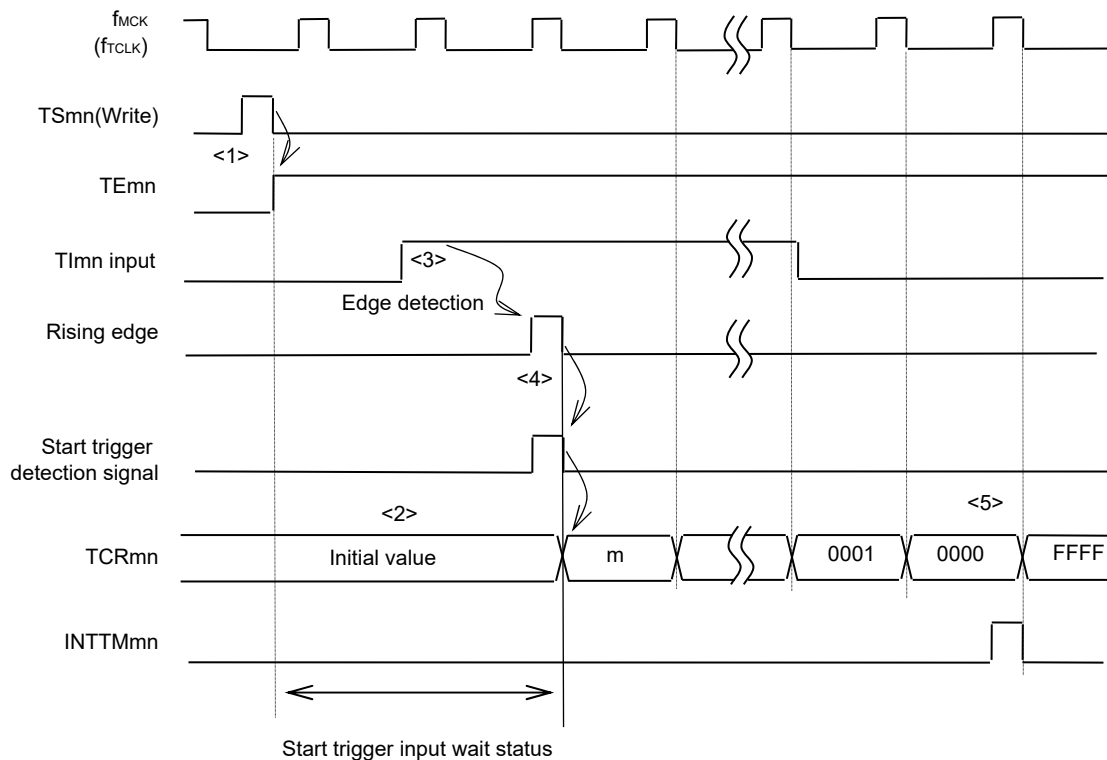 fMCK
(fTCLK)
TSmn(Write)
<1>
TEmn
TImn input
<3>
Edge detection
Rising edge
<4>
Start trigger
detection signal
<2>
<5>
TCRmn
Initial value
m
0001
0000
FFFF
INTTMmn
Start trigger input wait status